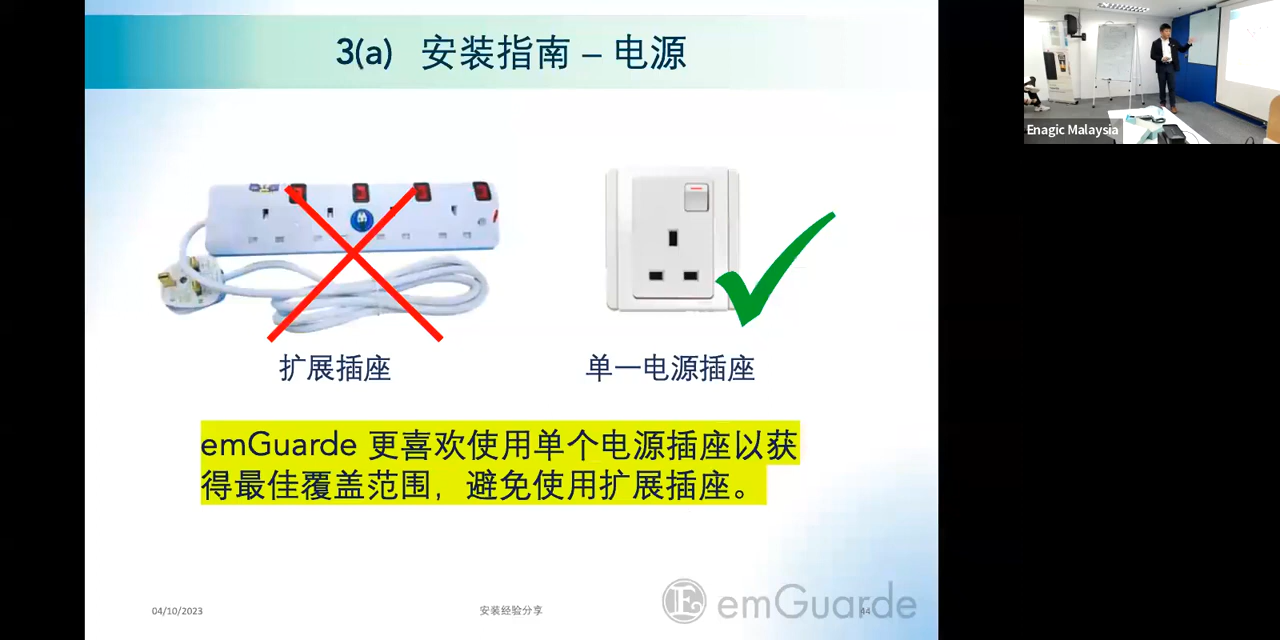 3(a) 安装指南 – 电源
Enagic Malaysia
扩展插座
单一电源插座
emGuarde 更喜欢使用单个电源插座以获
得最佳覆盖范围，避免使用扩展插座。
04/10/2023
安装经验分享
44
E emGuarde